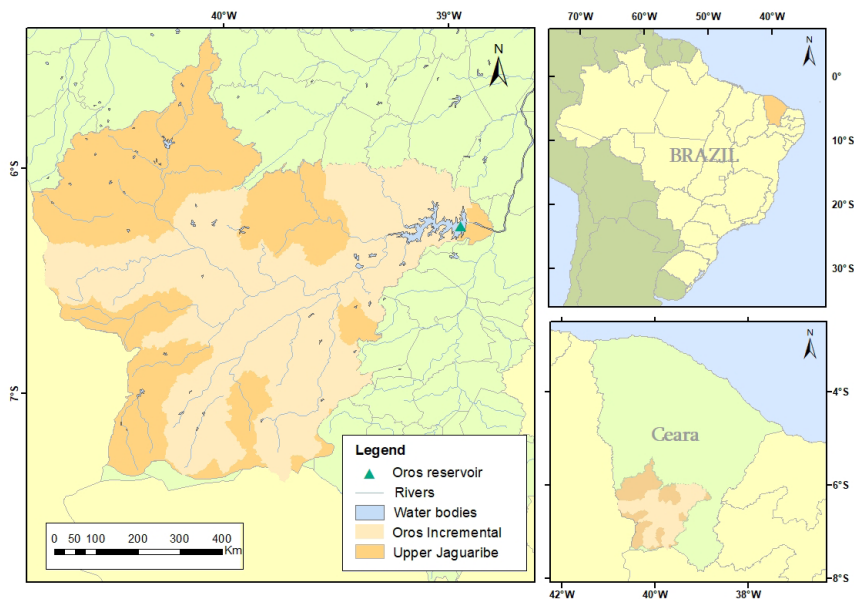 40°W
39°W
N
6°S
7°S
Legend
Oros reservoir
Rivers
Water bodies
Oros Incremental
Upper Jaguaribe
0 50 100 200 300 400
Km
70°W 60°W 50°W 40°W
N
0°
10°S
20°S
30°S
BRAZIL
N
Ceara
4°S
6°S
8°S
42°W 40°W 38°W